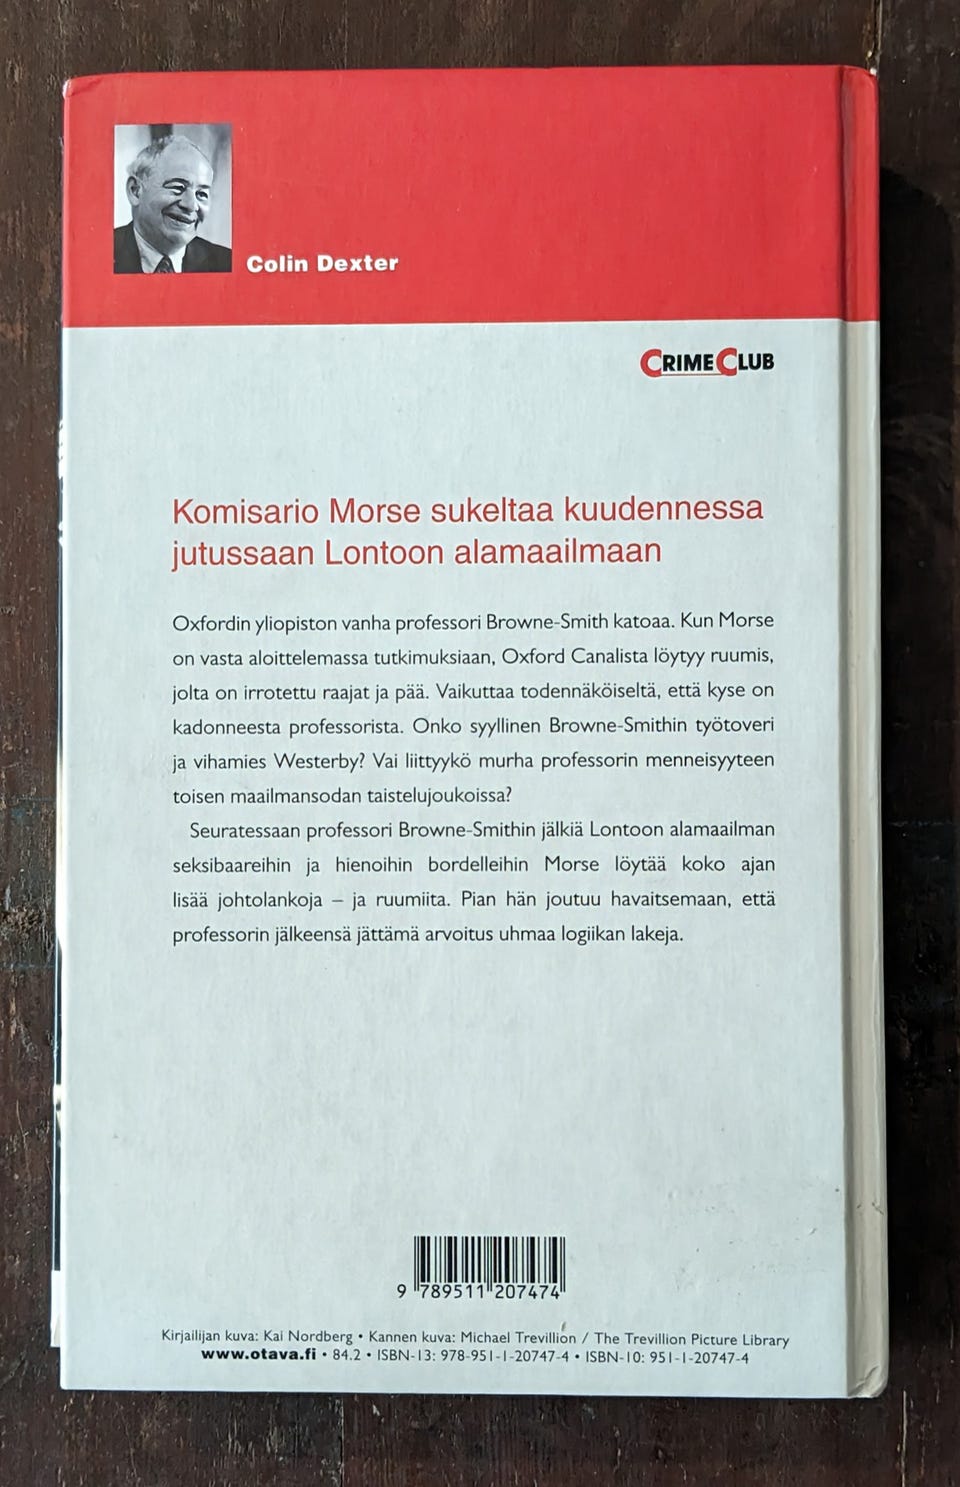 Colin Dexter
CRIME CLUB
Komisario Morse sukeltaa kuudennessa
jutussaan Lontoon alamaailmaan
Oxfordin yliopiston vanha professori Browne-Smith katoaa. Kun Morse
on vasta aloittelemassa tutkimuksiaan, Oxford Canalista löytyy ruumis,
jolta on irrotettu raajat ja pää. Vaikuttaa todennäköiseltä, että kyse on
kadonneesta professorista. Onko syyllinen Browne-Smithin työtoveri
ja vihamies Westerby? Vai liittyykö murha professorin menneisyyteen
toisen maailmansodan taistelujoukoissa?
Seuratessaan professori Browne-Smithin jälkiä Lontoon alamaailman
seksibaareihin ja hienoihin bordelleihin Morse löytää koko ajan
lisää johtolankoja – ja ruumiita. Pian hän joutuu havaitsemaan, että
professorin jälkeensä jättämä arvoitus uhmaa logiikan lakeja.
9 789511 207474
Kirjailijan kuva: Kai Nordberg • Kannen kuva: Michael Trevillion / The Trevillion Picture Library
www.otava.fi • 84.2 • ISBN-13: 978-951-1-20747-4 • ISBN-10: 951-1-20747-4